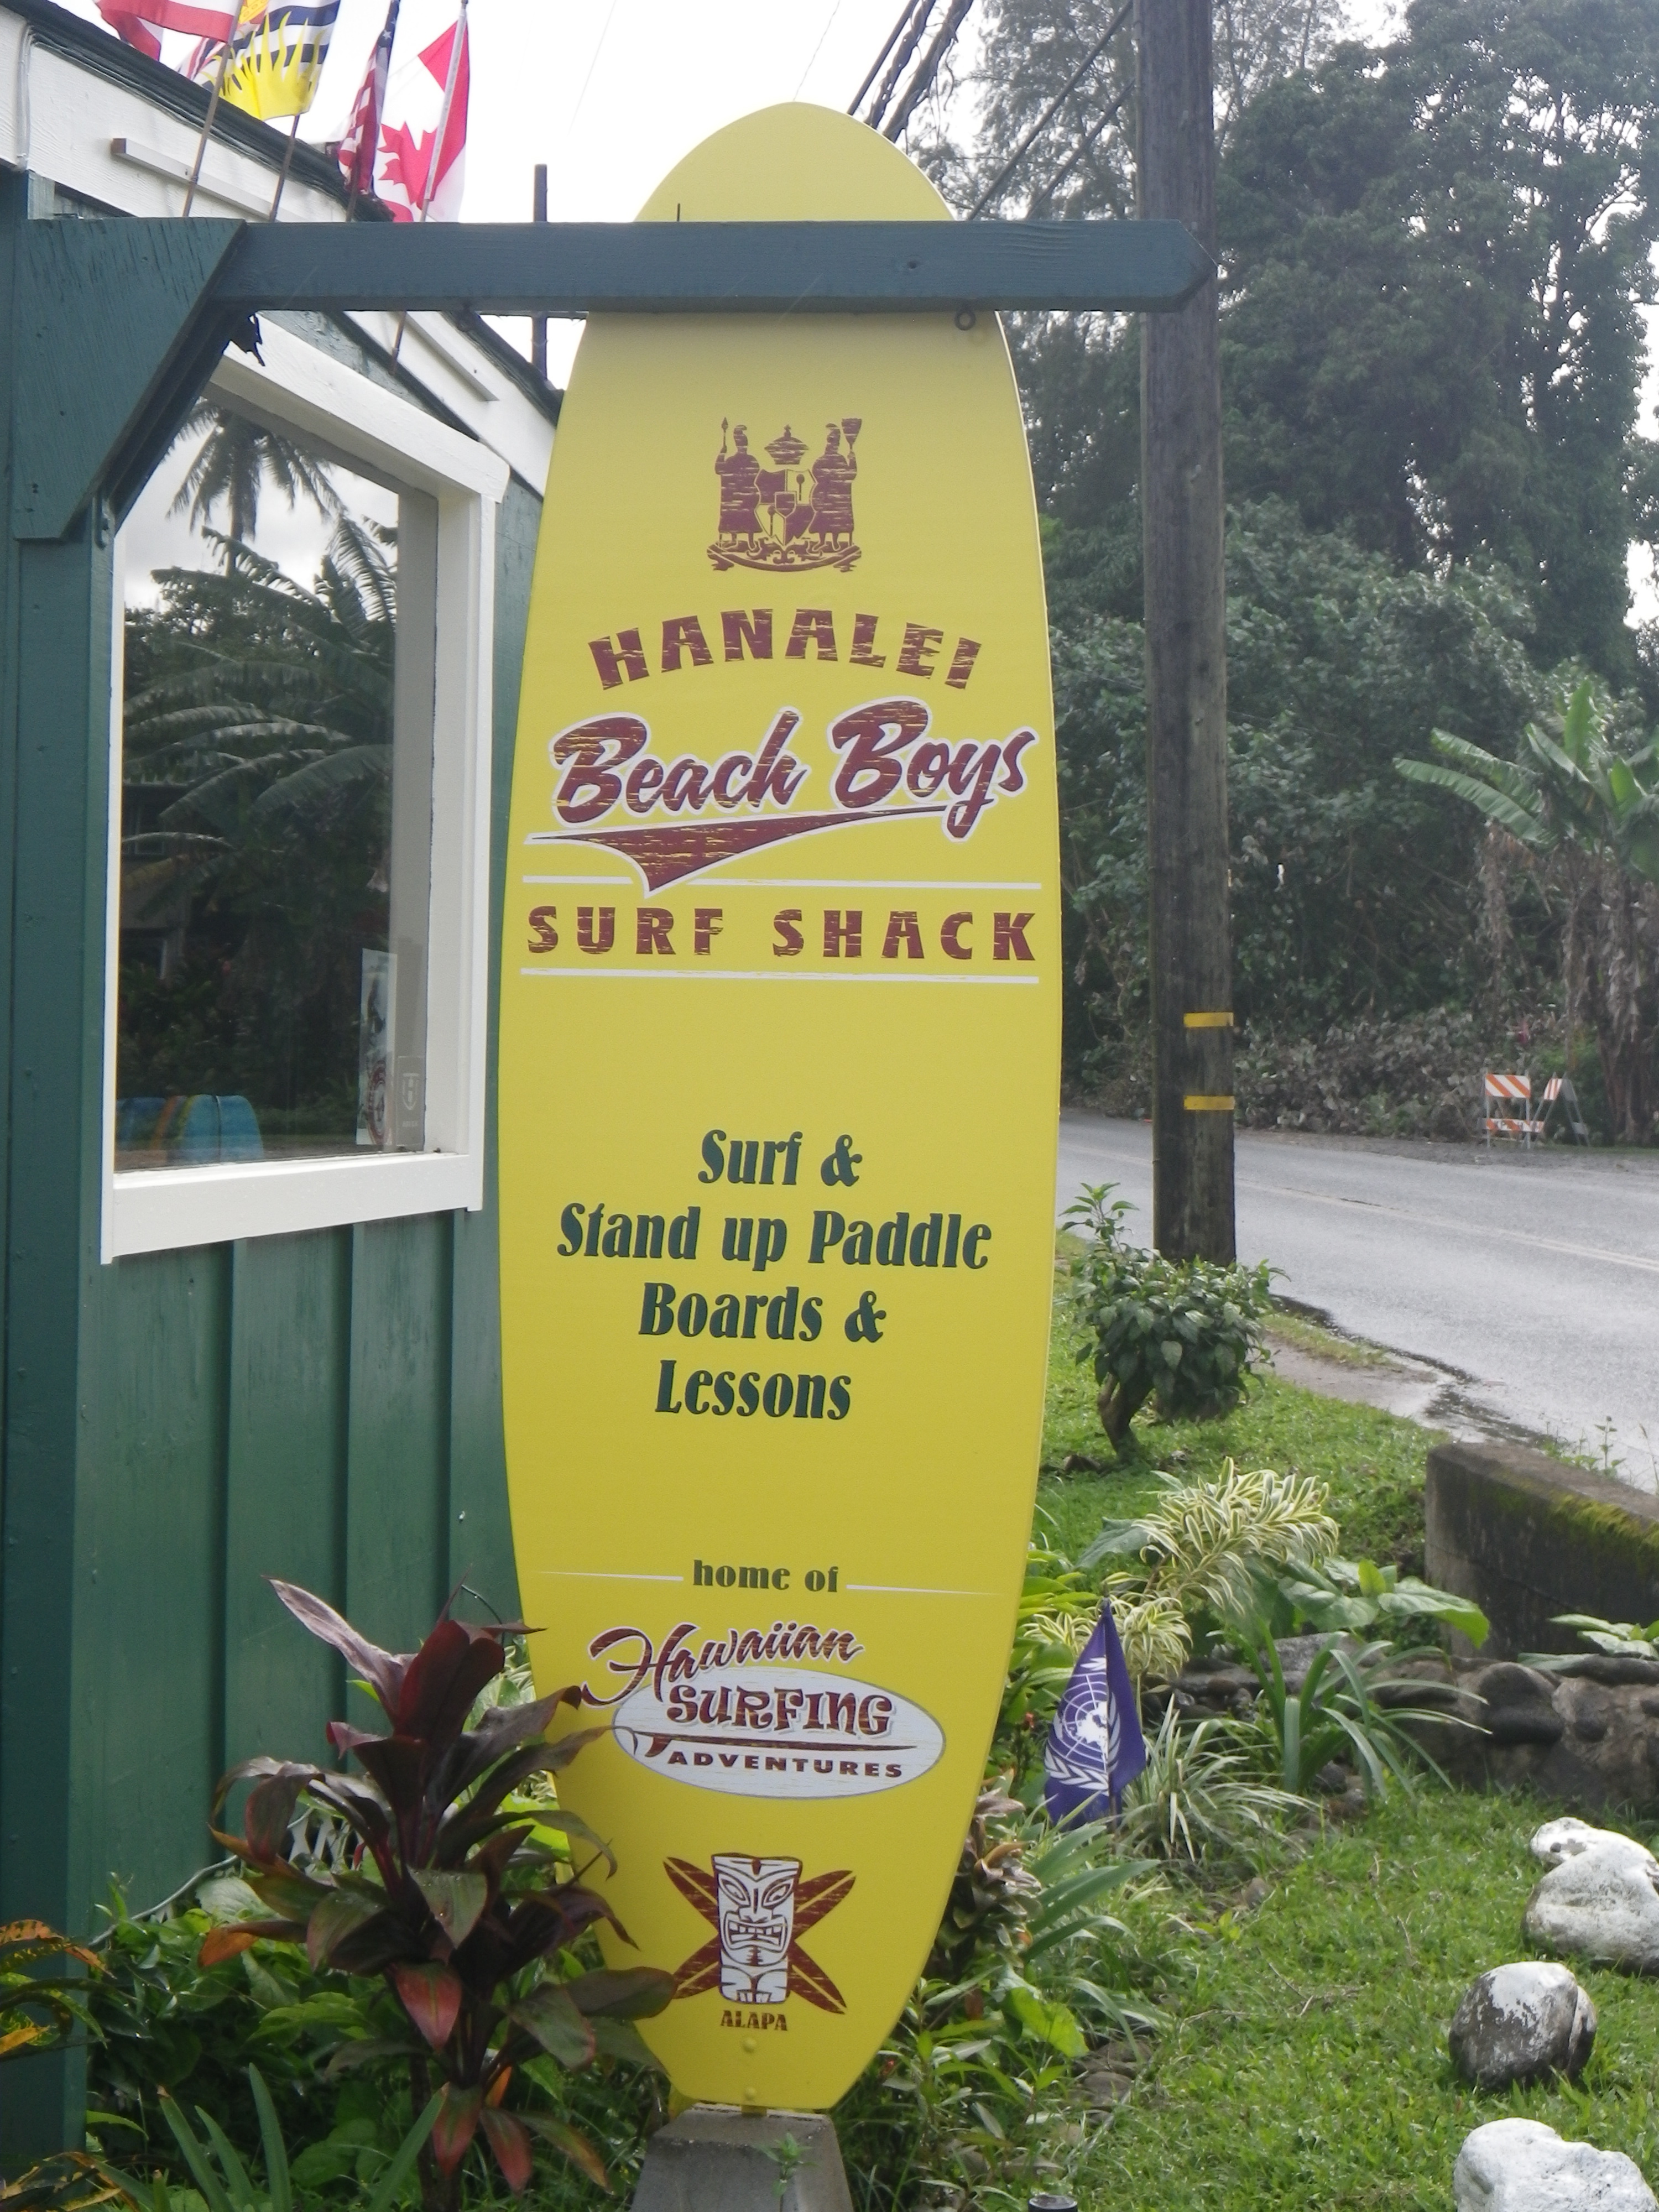 HANALEI
Beach Boys
SURF SHACK
Surf &
Stand up Paddle
Boards &
Lessons
home of
Hawaiian
SURFING
ADVENTURES
ALAPA